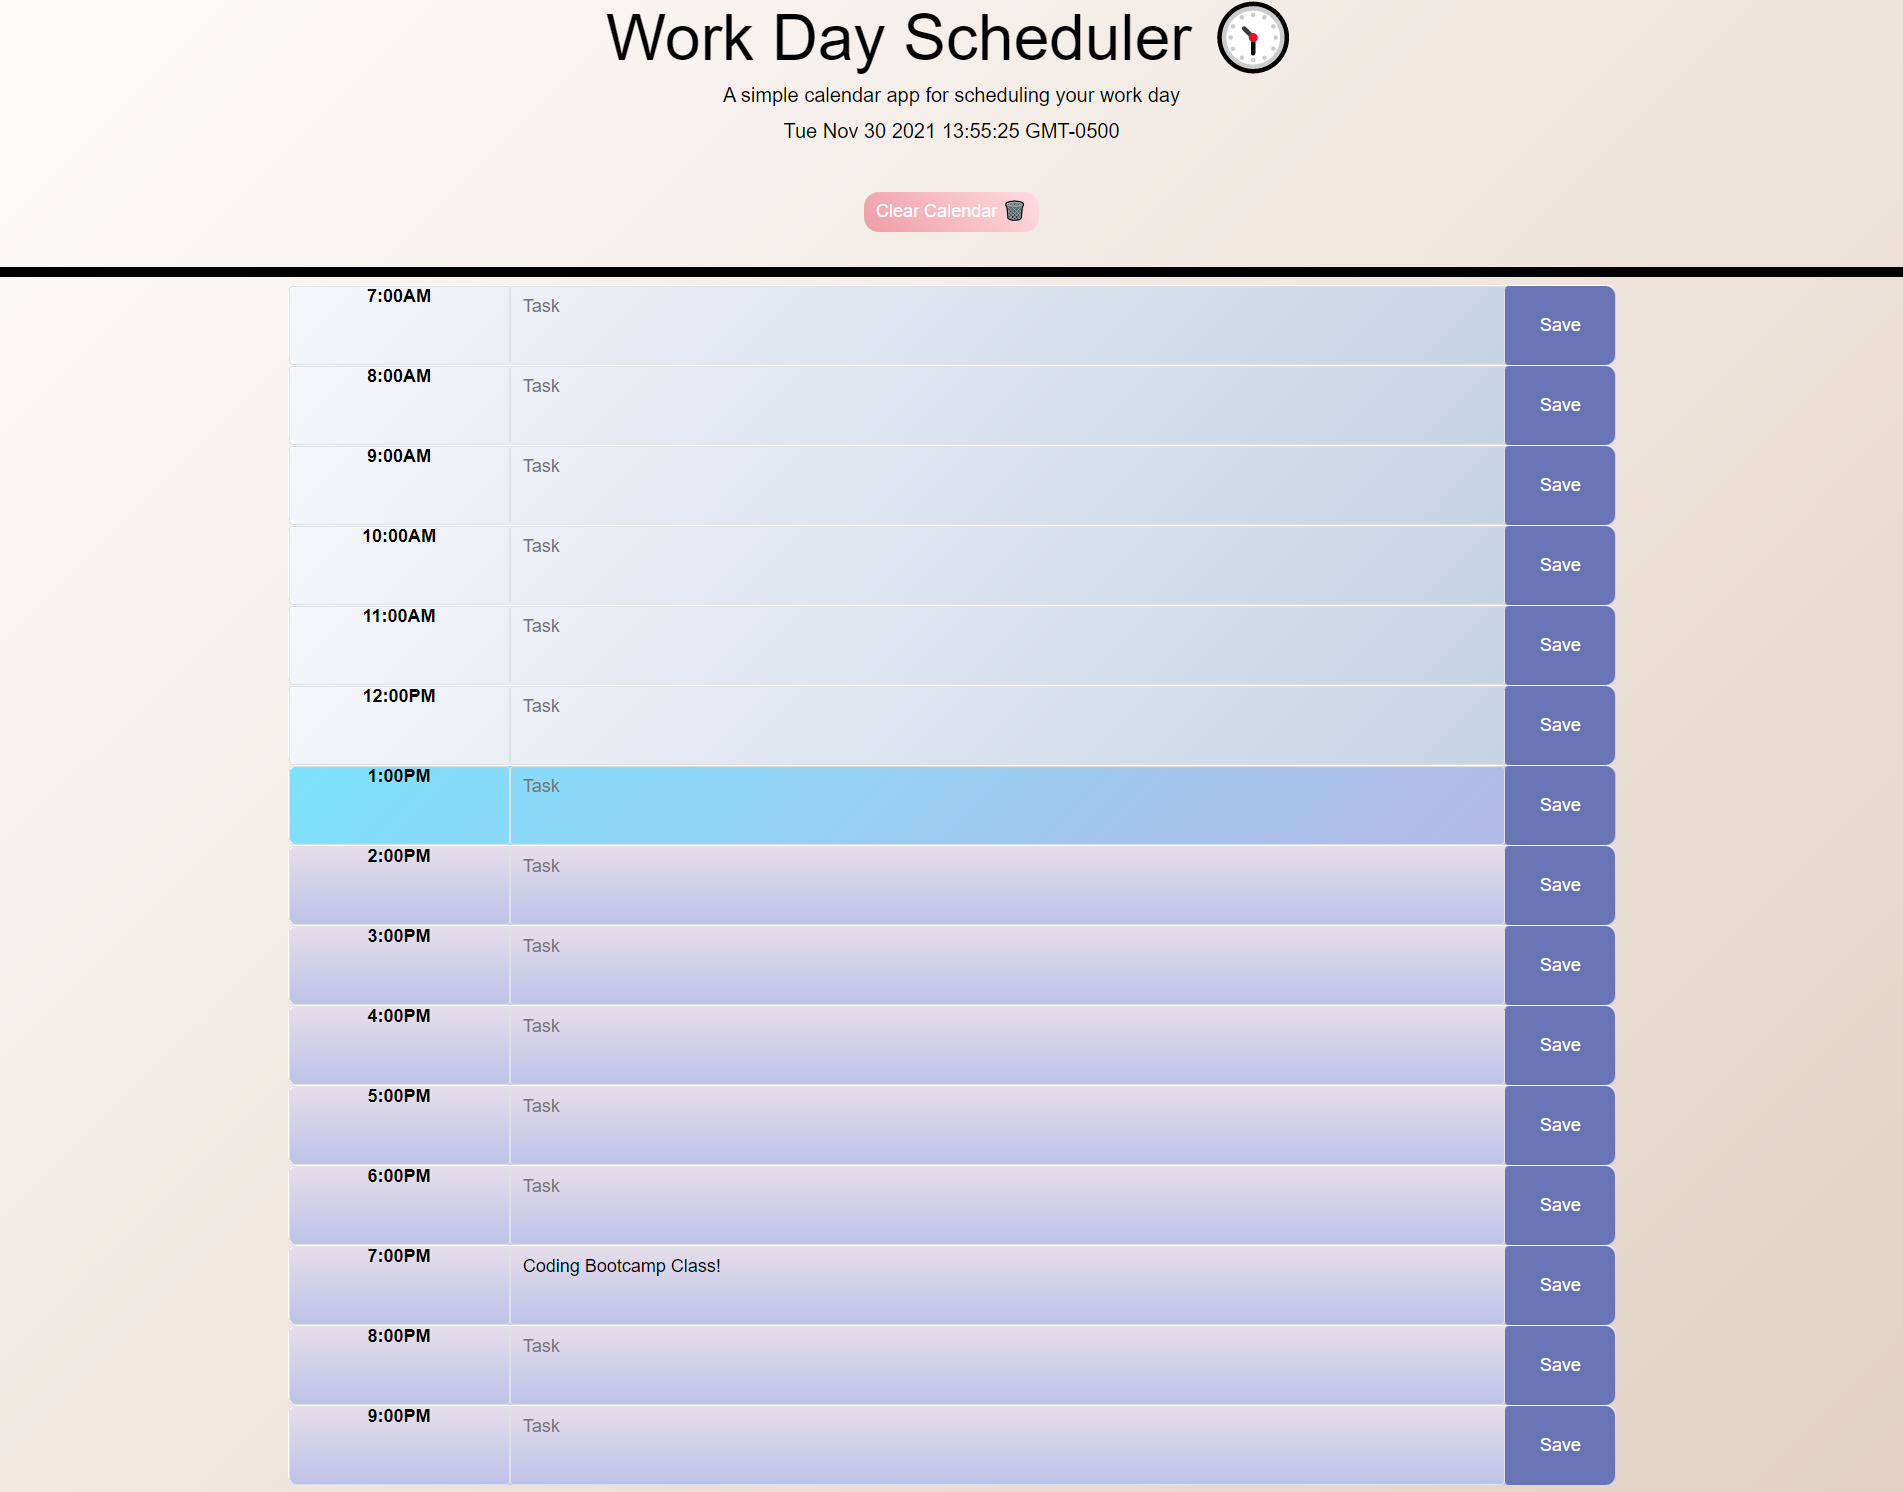 Work Day Scheduler
A simple calendar app for scheduling your work day
Tue Nov 30 2021 13:55:25 GMT-0500
Clear Calendar
7:00AM Task Save
8:00AM Task Save
9:00AM Task Save
10:00AM Task Save
11:00AM Task Save
12:00PM Task Save
1:00PM Task Save
2:00PM Task Save
3:00PM Task Save
4:00PM Task Save
5:00PM Task Save
6:00PM Task Save
7:00PM Coding Bootcamp Class! Save
8:00PM Task Save
9:00PM Task Save